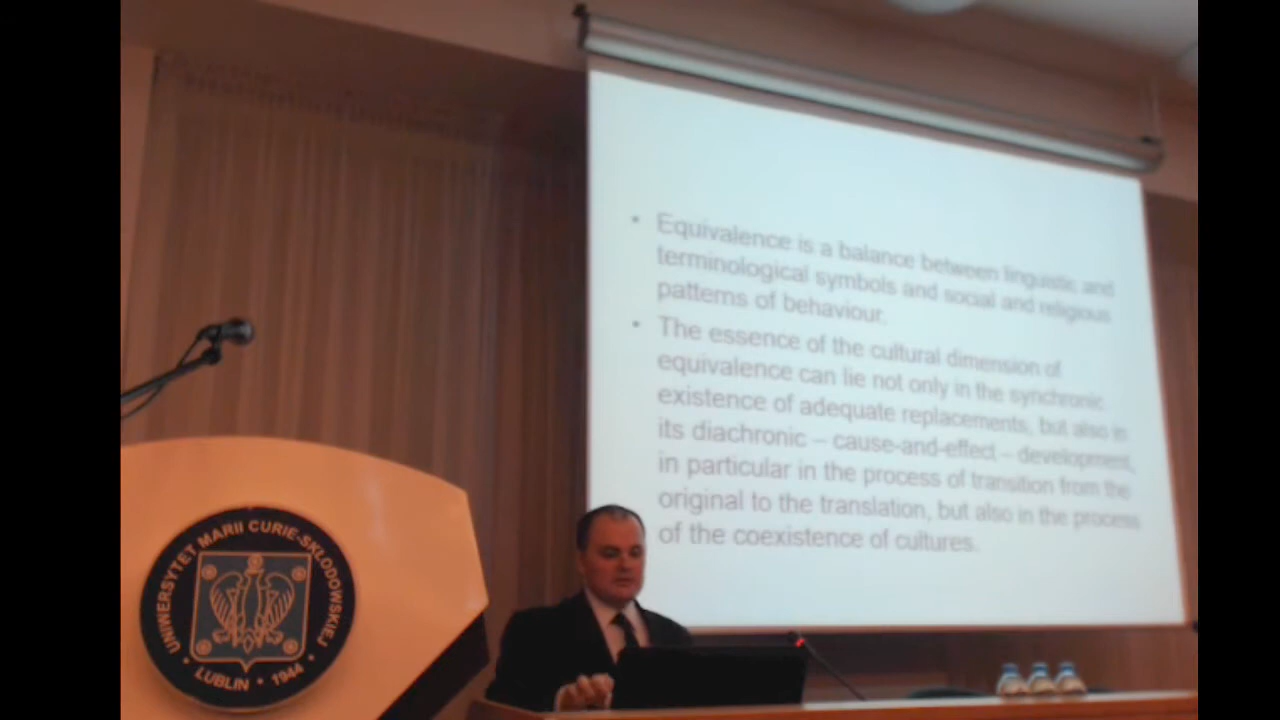 • Equivalence is a balance between linguistic and
terminological symbols and social and religious
patterns of behaviour.
• The essence of the cultural dimension of
equivalence can lie not only in the synchronic
existence of adequate replacements, but also in
its diachronic – cause-and-effect – development,
in particular in the process of transition from the
original to the translation, but also in the process
of the coexistence of cultures.
UNIWERSYTET MARII CURIE-SKŁODOWSKIEJ
• LUBLIN • 1944 •